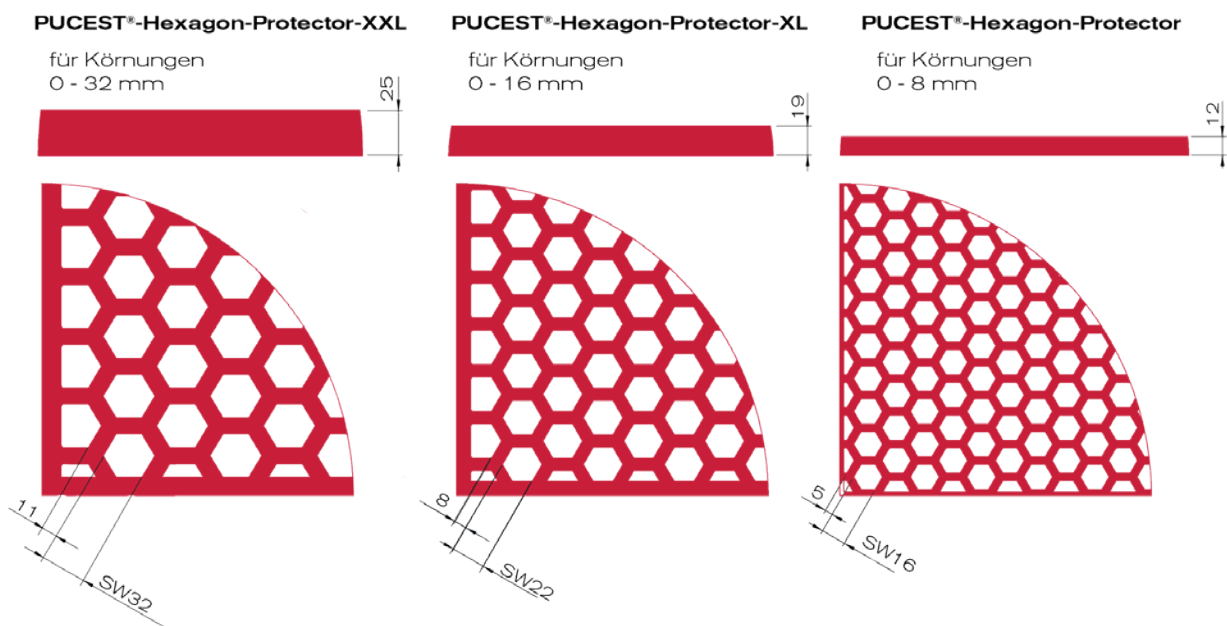 PUCEST®-Hexagon-Protector-XXL
für Körnungen
0 - 32 mm
25
11
SW32
PUCEST®-Hexagon-Protector-XL
für Körnungen
0 - 16 mm
19
8
SW22
PUCEST®-Hexagon-Protector
für Körnungen
0 - 8 mm
12
5
SW16